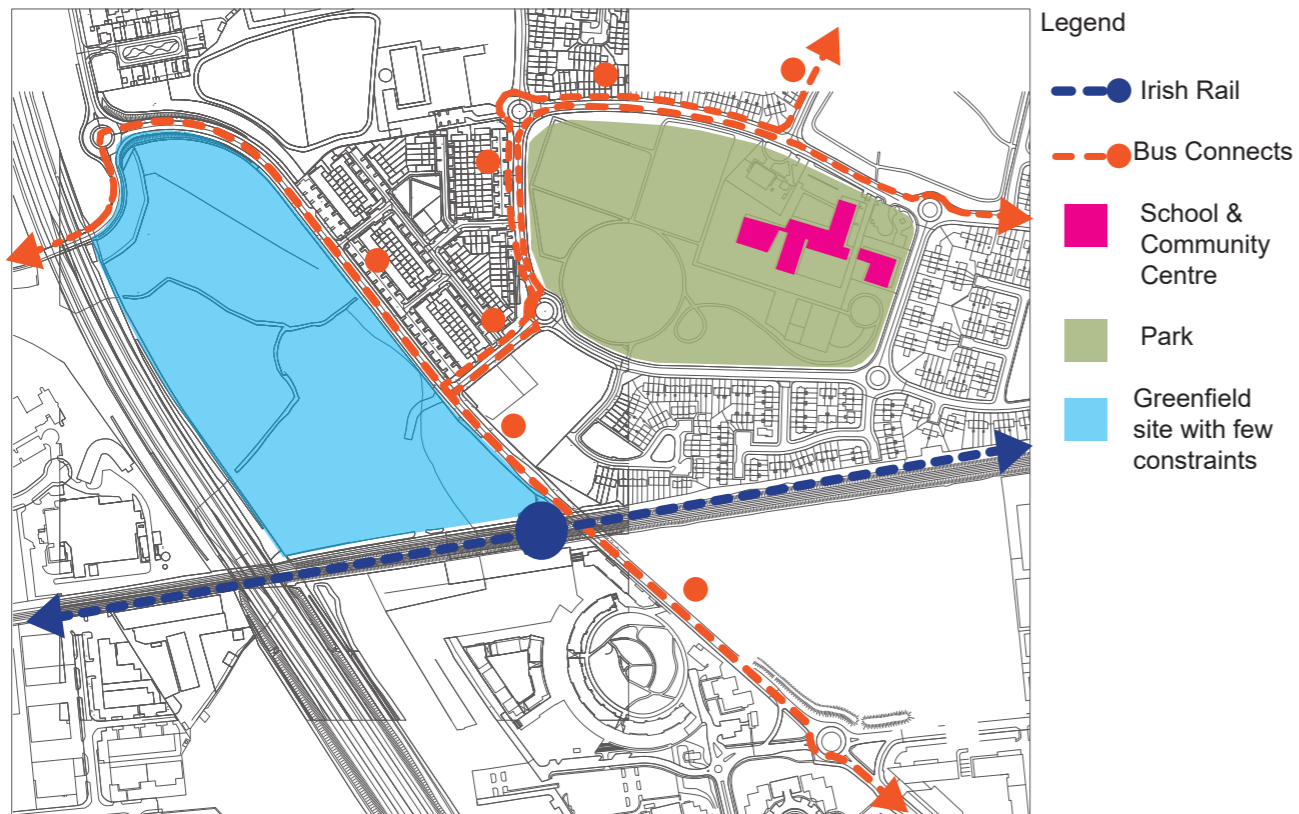 Legend
Irish Rail
Bus Connects
School &
Community
Centre
Park
Greenfield
site with few
constraints